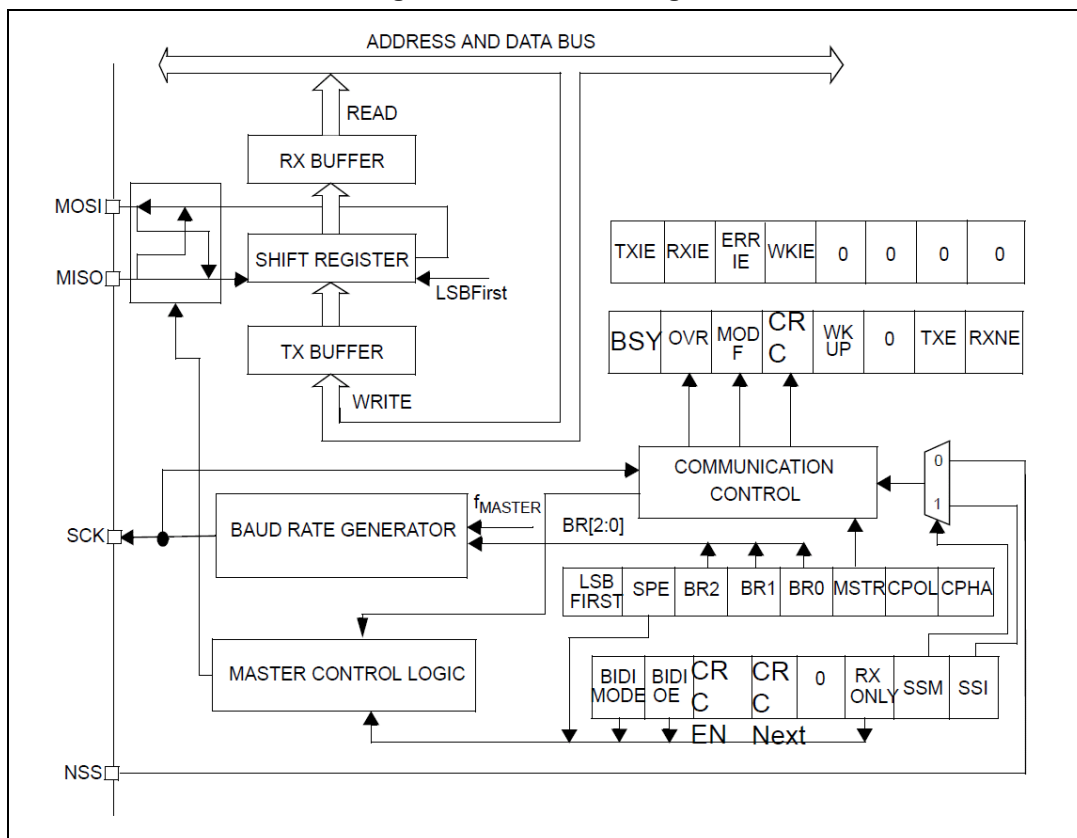 ADDRESS AND DATA BUS
READ
RX BUFFER
MOSI
SHIFT REGISTER
MISO
LSBFirst
TX BUFFER
WRITE
TXIE RXIE ERR IE WKIE 0 0 0 0
BSY OVR MOD F CR C WK UP 0 TXE RXNE
COMMUNICATION
CONTROL
0
1
fMASTER
SCK
BAUD RATE GENERATOR
BR[2:0]
LSB FIRST SPE BR2 BR1 BR0 MSTR CPOL CPHA
MASTER CONTROL LOGIC
BIDI MODE BIDI OE CR C EN CR C Next 0 RX ONLY SSM SSI
NSS